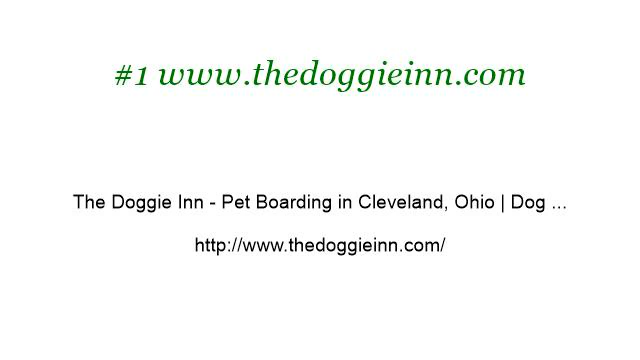 #1 www.thedoggieinn.com
The Doggie Inn - Pet Boarding in Cleveland, Ohio | Dog ...
http://www.thedoggieinn.com/